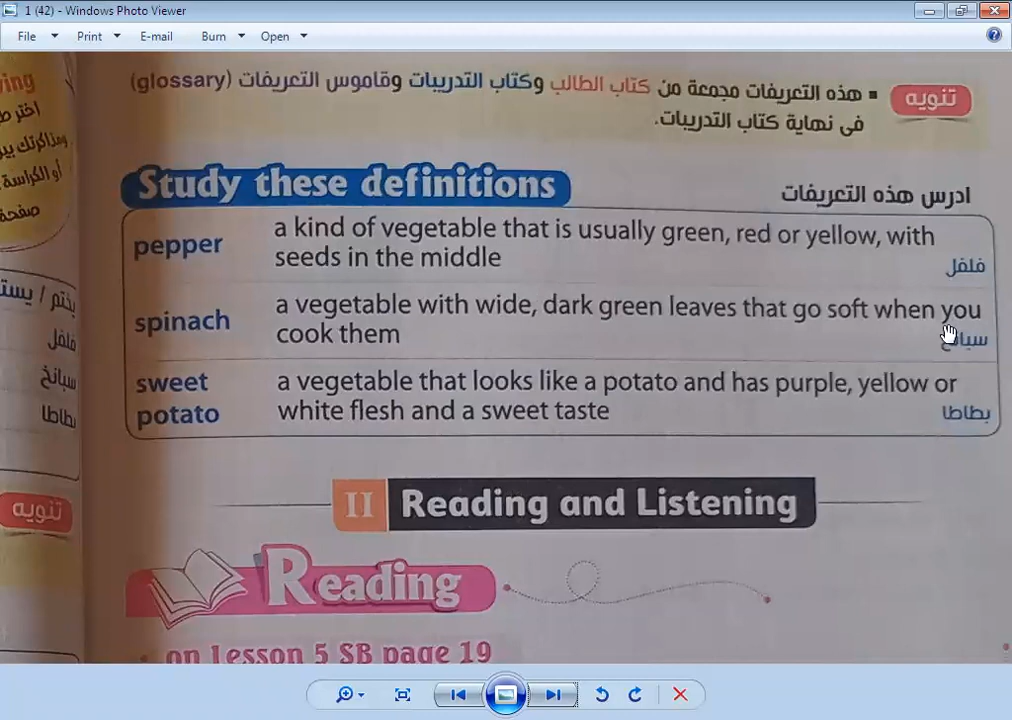 1 (42) - Windows Photo Viewer
File Print E-mail Burn Open
تنويه
▪ هذه التعريفات مجمعة من كتاب الطالب وكتاب التدريبات وقاموس التعريفات (glossary)
فى نهاية كتاب التدريبات.
Study these definitions
ادرس هذه التعريفات
pepper
a kind of vegetable that is usually green, red or yellow, with
seeds in the middle
فلفل
spinach
a vegetable with wide, dark green leaves that go soft when you
cook them
سبانخ
sweet
potato
a vegetable that looks like a potato and has purple, yellow or
white flesh and a sweet taste
بطاطا
ving
أو الكراسة
صفحة
فلفل
سبانخ
بطاطا
تنويه
II Reading and Listening
Reading
on Lesson 5 SB page 19